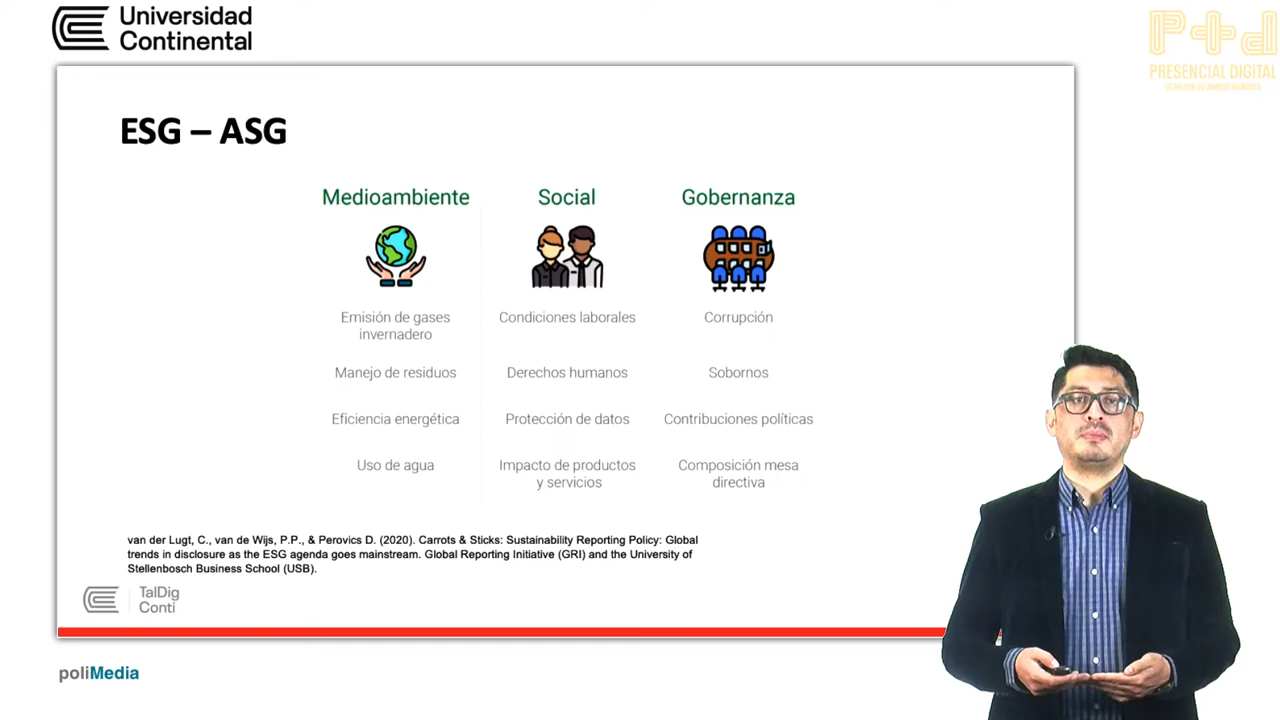 Universidad
Continental
P+d
PRESENCIAL DIGITAL
ESG – ASG
Medioambiente
Social
Gobernanza
Emisión de gases
invernadero
Condiciones laborales
Corrupción
Manejo de residuos
Derechos humanos
Sobornos
Eficiencia energética
Protección de datos
Contribuciones políticas
Uso de agua
Impacto de productos
y servicios
Composición mesa
directiva
van der Lugt, C., van de Wijs, P.P., & Perovics D. (2020). Carrots & Sticks: Sustainability Reporting Policy: Global
trends in disclosure as the ESG agenda goes mainstream. Global Reporting Initiative (GRI) and the University of
Stellenbosch Business School (USB).
TalDig
Conti
poliMedia